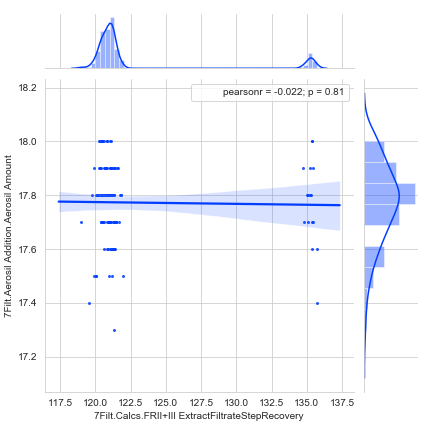 pearsonr = -0.022; p = 0.81
18.2
18.0
17.8
17.6
17.4
17.2
7Filt.Aerosil Addition.Aerosil Amount
117.5 120.0 122.5 125.0 127.5 130.0 132.5 135.0 137.5
7Filt.Calcs.FRII+III ExtractFiltrateStepRecovery